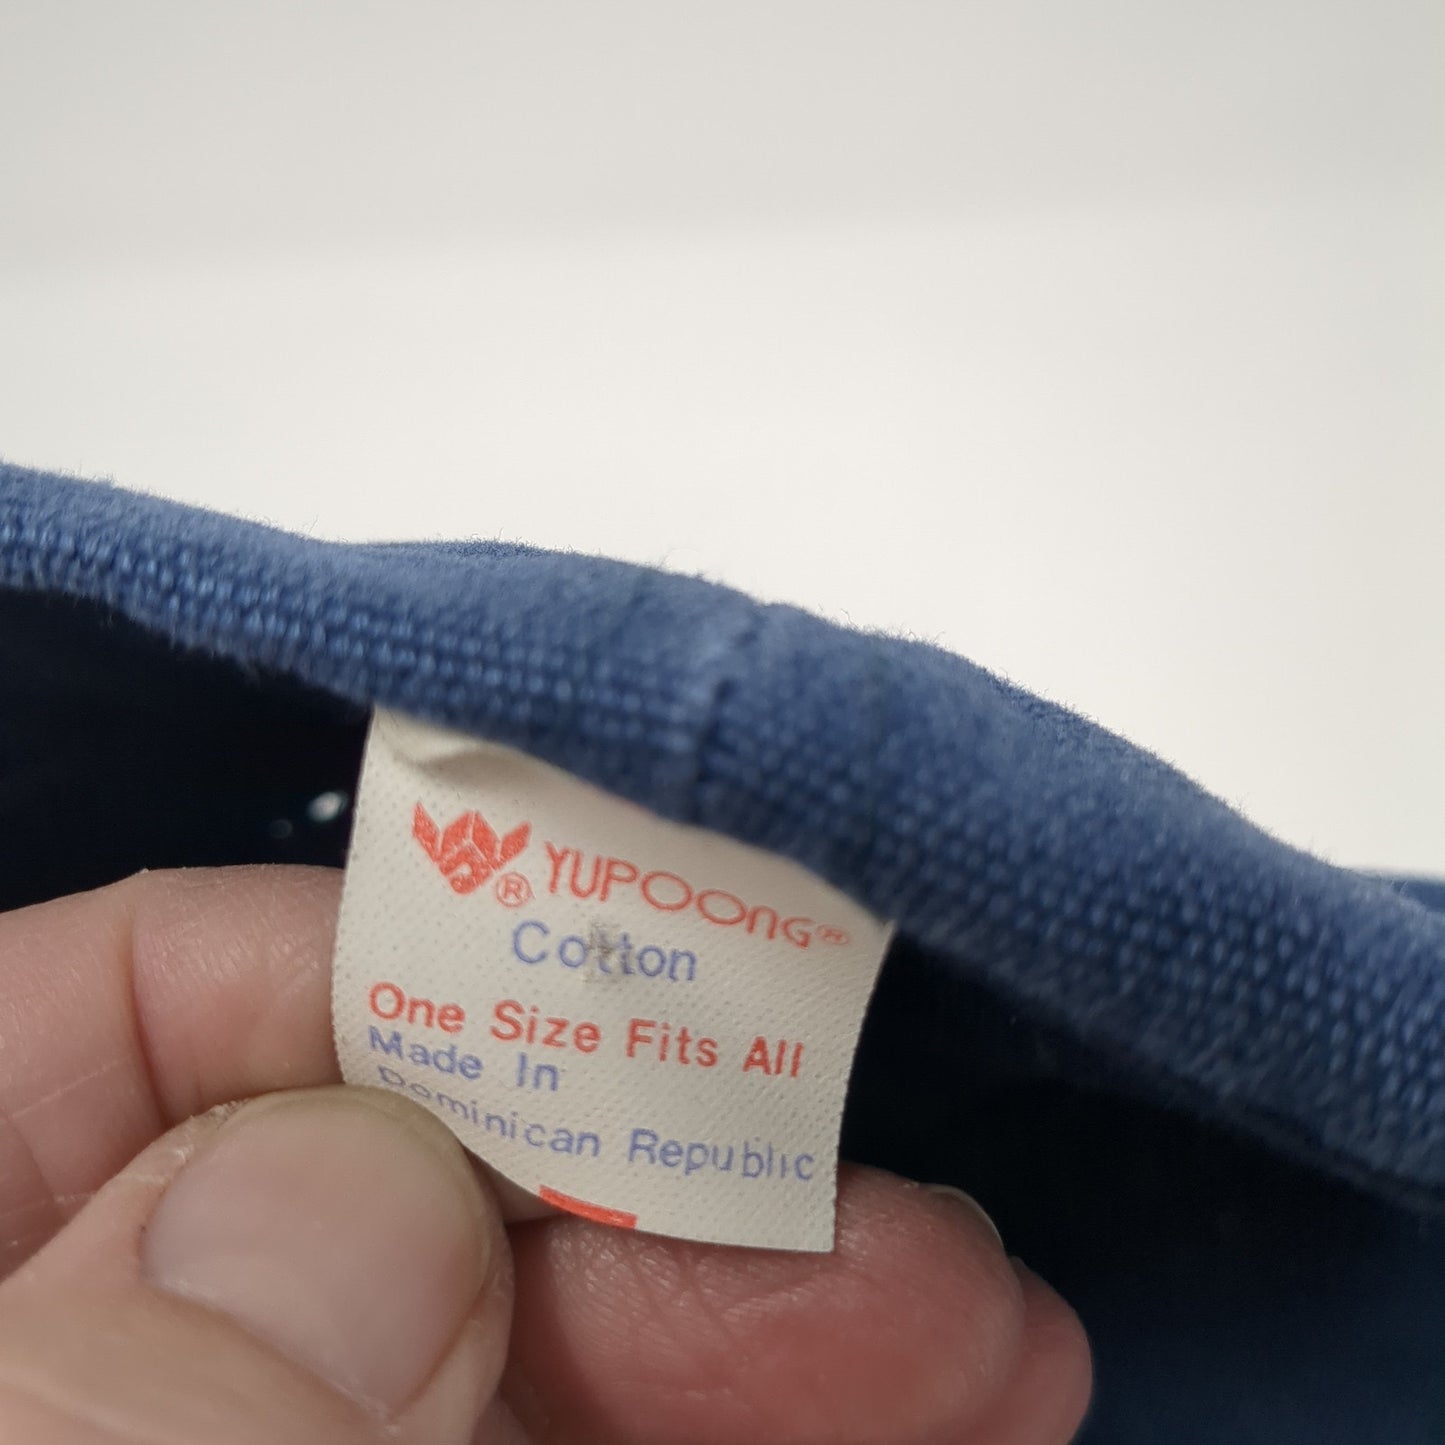 ® YUPOONG®
Cotton
One Size Fits All
Made In
Dominican Republic